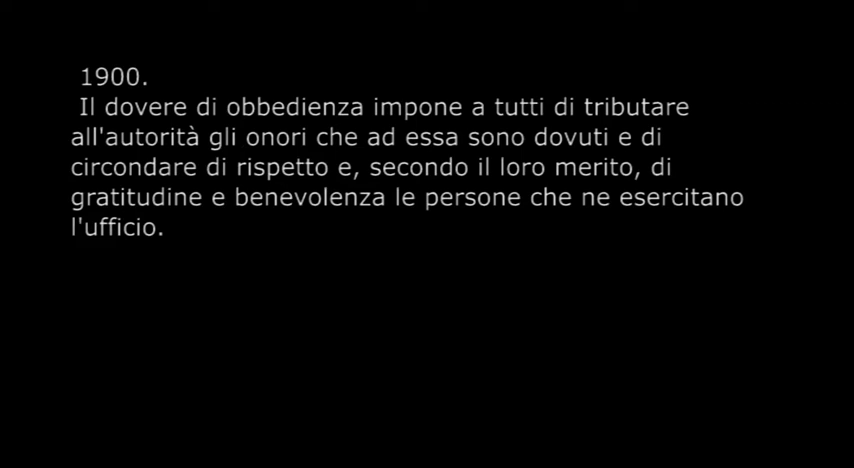 1900.
Il dovere di obbedienza impone a tutti di tributare
all'autorità gli onori che ad essa sono dovuti e di
circondare di rispetto e, secondo il loro merito, di
gratitudine e benevolenza le persone che ne esercitano
l'ufficio.